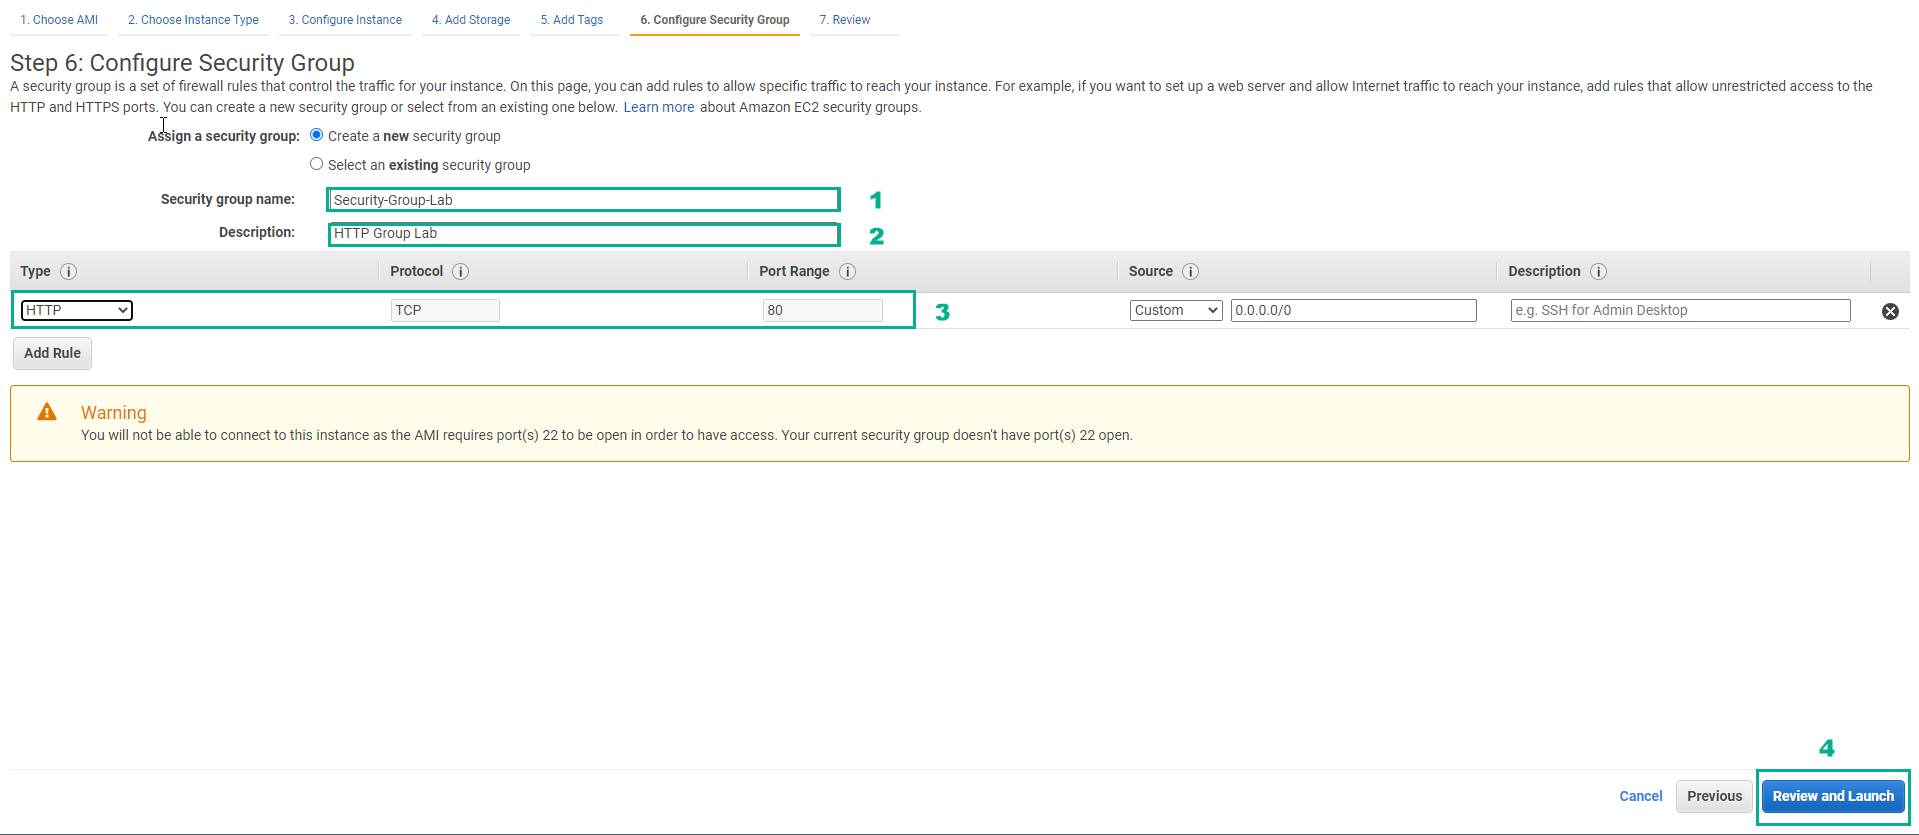 1. Choose AMI 2. Choose Instance Type 3. Configure Instance 4. Add Storage 5. Add Tags 6. Configure Security Group 7. Review
Step 6: Configure Security Group
A security group is a set of firewall rules that control the traffic for your instance. On this page, you can add rules to allow specific traffic to reach your instance. For example, if you want to set up a web server and allow Internet traffic to reach your instance, add rules that allow unrestricted access to the
HTTP and HTTPS ports. You can create a new security group or select from an existing one below. Learn more about Amazon EC2 security groups.
Assign a security group: Create a new security group
Select an existing security group
Security group name: Security-Group-Lab 1
Description: HTTP Group Lab 2
Type i Protocol i Port Range i Source i Description i
HTTP TCP 80 3 Custom 0.0.0.0/0 e.g. SSH for Admin Desktop
Add Rule
Warning
You will not be able to connect to this instance as the AMI requires port(s) 22 to be open in order to have access. Your current security group doesn't have port(s) 22 open.
4
Cancel Previous Review and Launch